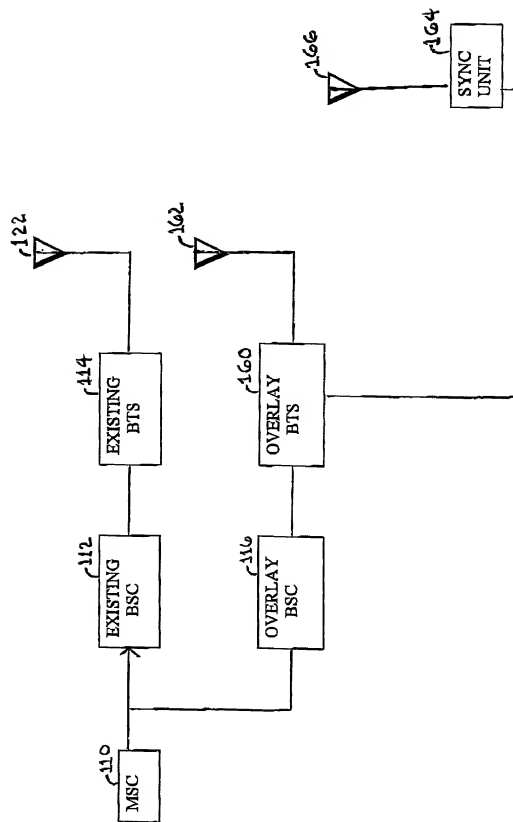 110
MSC
112
EXISTING
BSC
114
EXISTING
BTS
122
116
OVERLAY
BSC
160
OVERLAY
BTS
162
166
164
SYNC
UNIT